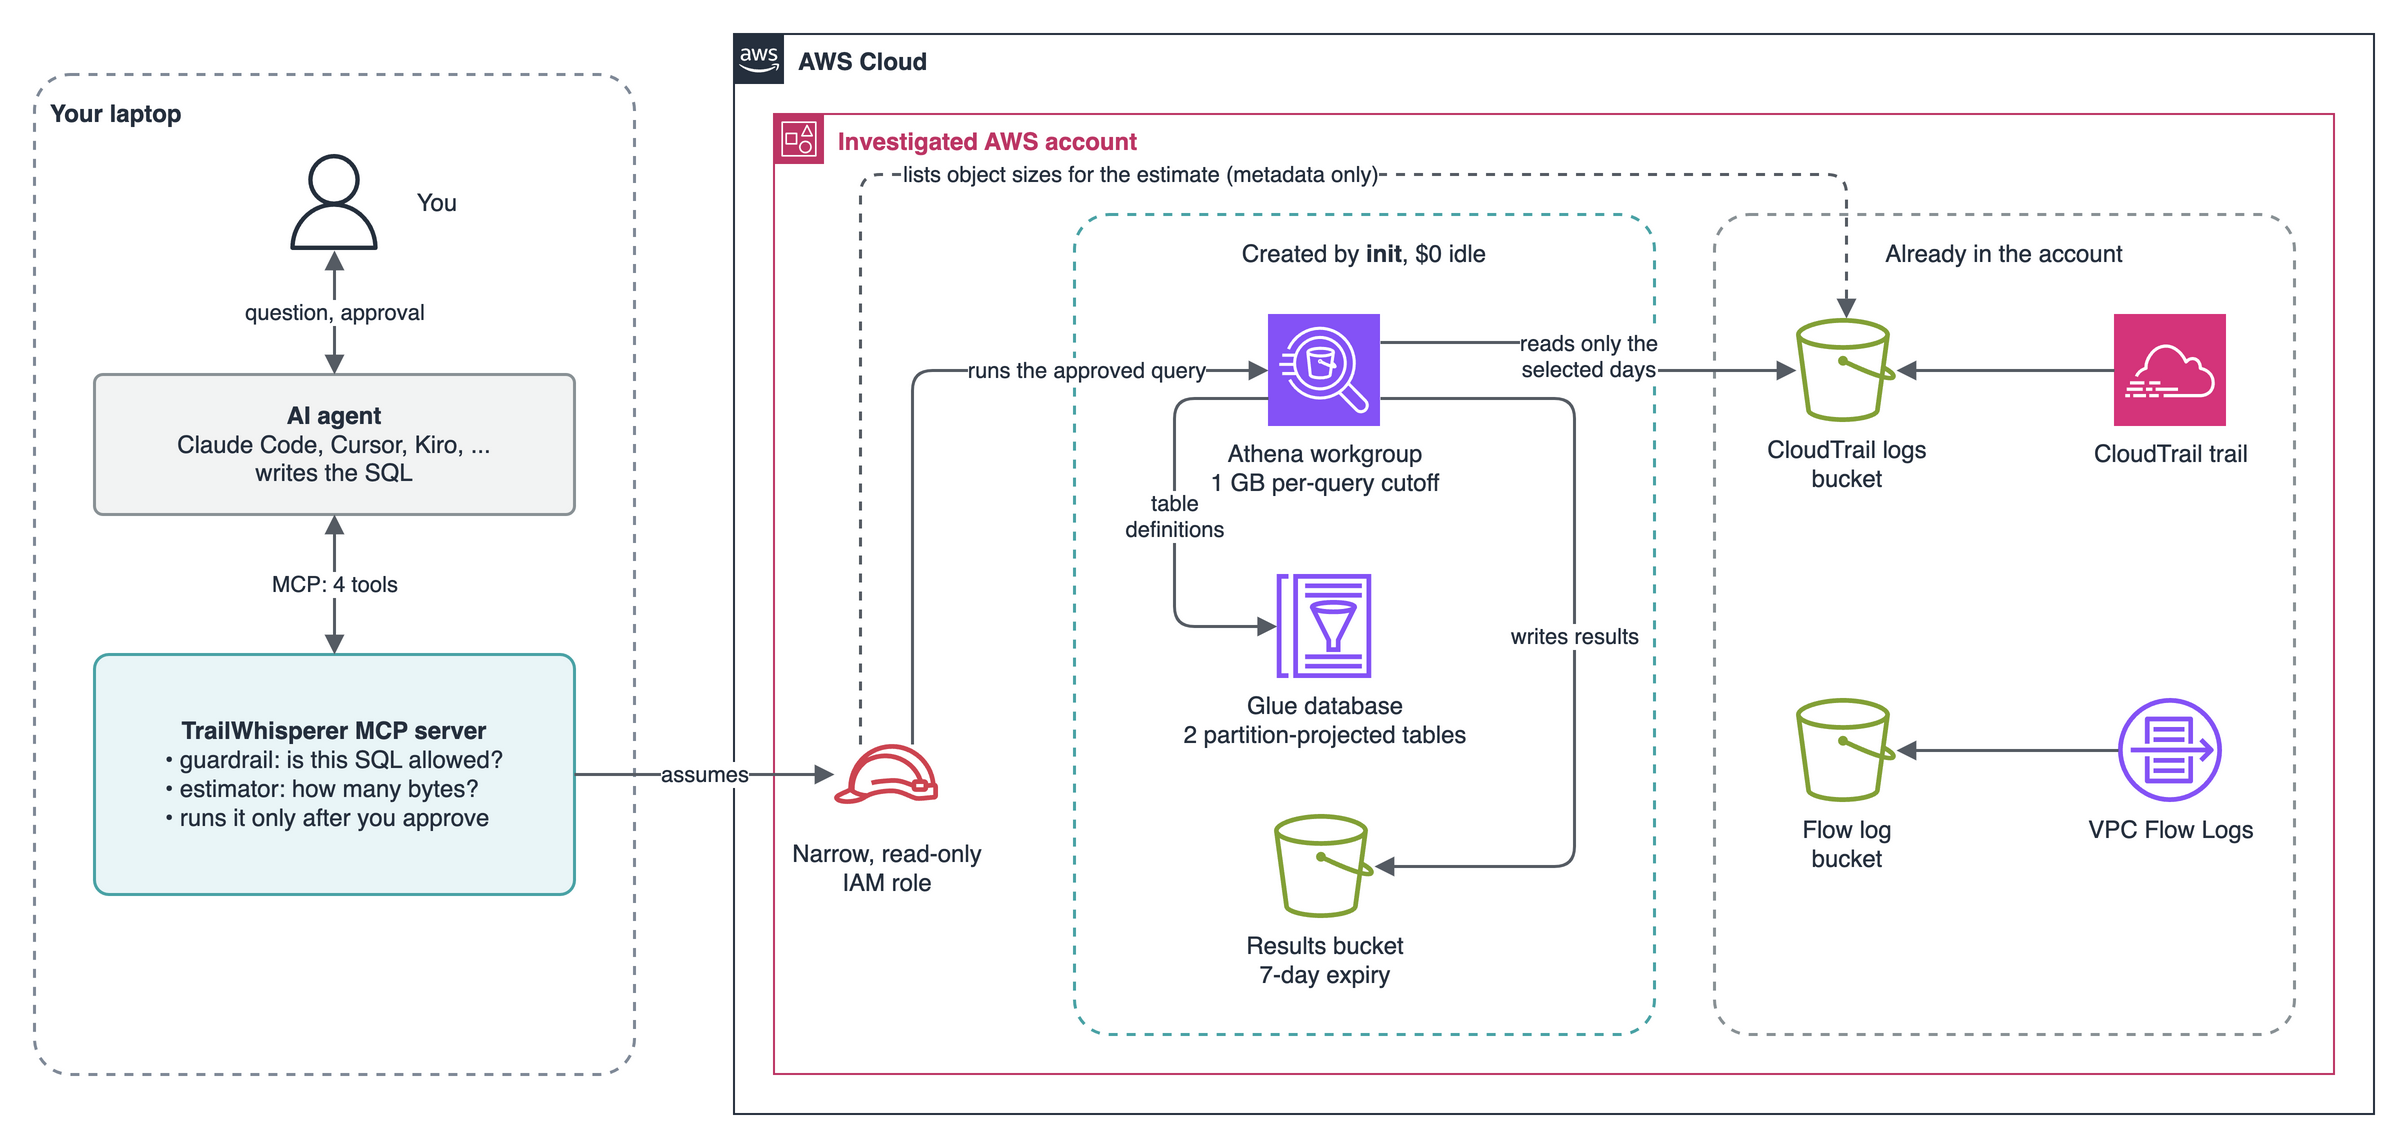 aws
AWS Cloud
Your laptop
You
question, approval
AI agent
Claude Code, Cursor, Kiro, ...
writes the SQL
MCP: 4 tools
TrailWhisperer MCP server
• guardrail: is this SQL allowed?
• estimator: how many bytes?
• runs it only after you approve
assumes
Investigated AWS account
lists object sizes for the estimate (metadata only)
Narrow, read-only
IAM role
runs the approved query
Created by init, $0 idle
Athena workgroup
1 GB per-query cutoff
table
definitions
Glue database
2 partition-projected tables
writes results
Results bucket
7-day expiry
reads only the
selected days
Already in the account
CloudTrail logs
bucket
CloudTrail trail
Flow log
bucket
VPC Flow Logs